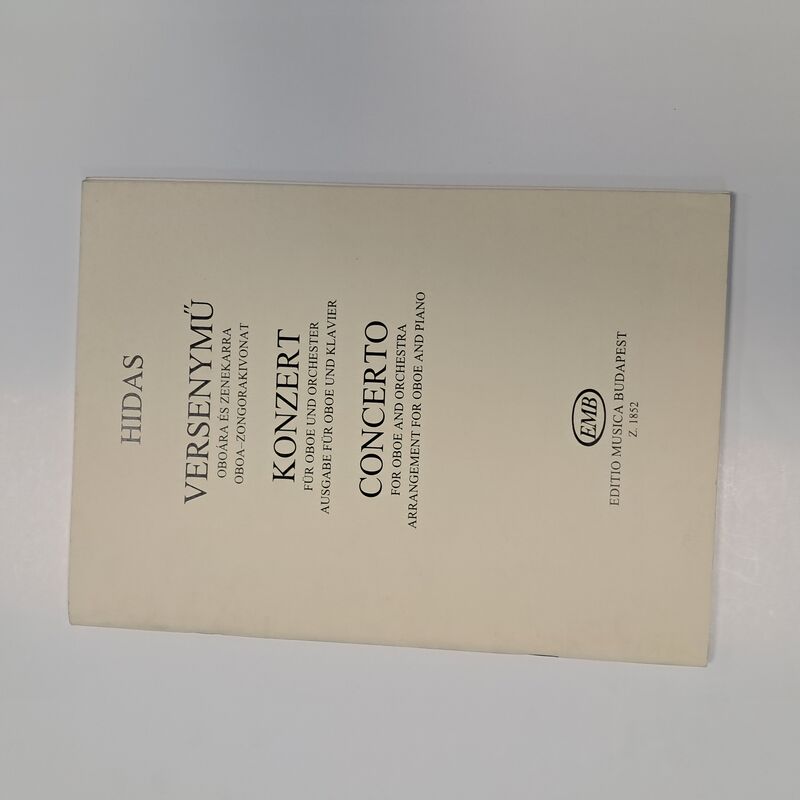 HIDAS
VERSENYMŰ
OBOÁRA ÉS ZENEKARRA
OBOA–ZONGORAKIVONAT
KONZERT
FÜR OBOE UND ORCHESTER
AUSGABE FÜR OBOE UND KLAVIER
CONCERTO
FOR OBOE AND ORCHESTRA
ARRANGEMENT FOR OBOE AND PIANO
EMB
EDITIO MUSICA BUDAPEST
Z. 1852